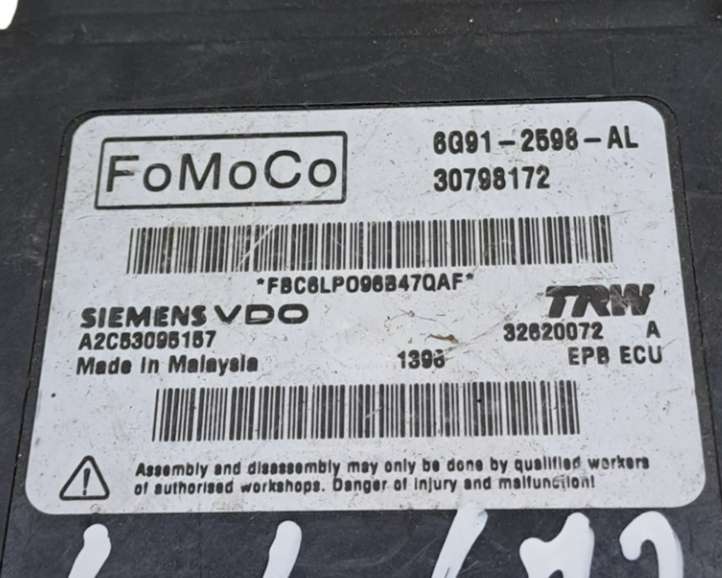 FoMoCo
6G91-2598-AL
30798172
*FBC6LP096B470AF*
SIEMENS VDO
TRW
A2C53095157
32620072 A
Made In Malaysia
1396
EPB ECU
Assembly and disassembly may only be done by qualified workers
of authorised workshops. Danger of injury and malfunction!